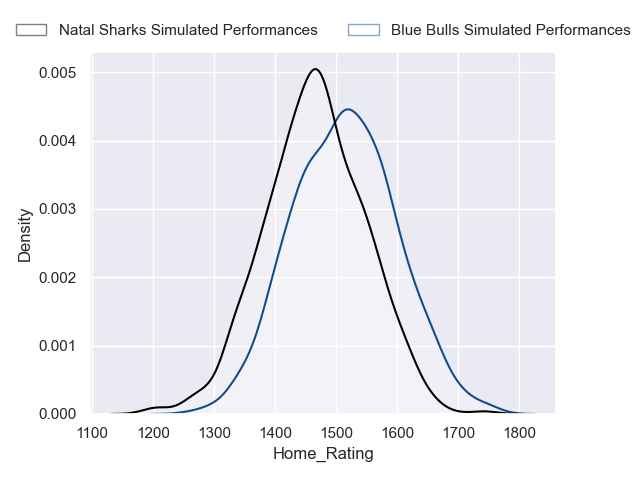 Natal Sharks Simulated Performances
Blue Bulls Simulated Performances
0.005
0.004
0.003
0.002
0.001
0.000
Density
1100 1200 1300 1400 1500 1600 1700 1800
Home_Rating